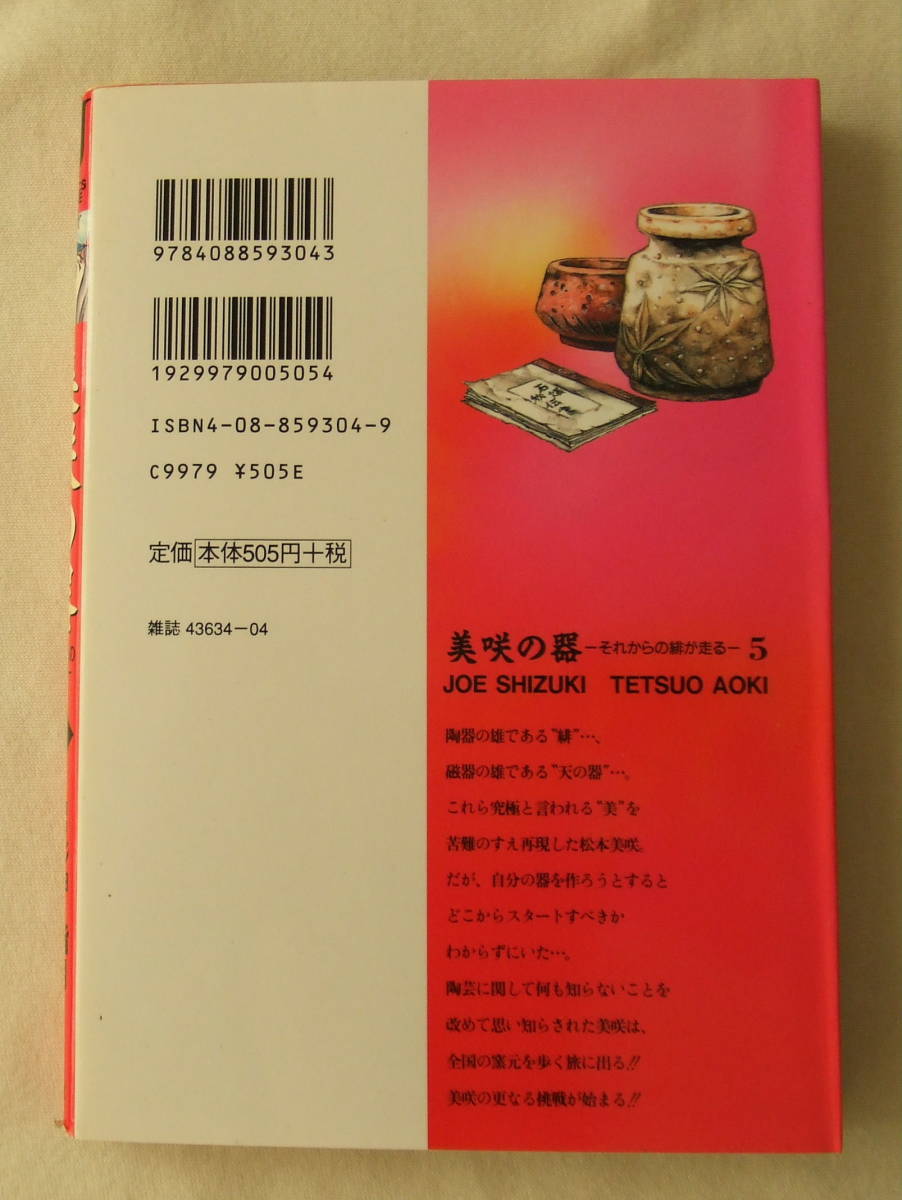 9784088593043
1929979005054
ISBN4-08-859304-9
C9979 ¥505E
定価 本体505円+税
雑誌 43634-04
美咲の器 -それからの緋が走る- 5
JOE SHIZUKI TETSUO AOKI
陶器の雄である"緋"…、
磁器の雄である"天の器"…。
これら究極と言われる"美"を
苦難のすえ再現した松本美咲。
だが、自分の器を作ろうとすると
どこからスタートすべきか
わからずにいた…。
陶芸に関して何も知らないことを
改めて思い知らされた美咲は、
全国の窯元を歩く旅に出る!!
美咲の更なる挑戦が始まる!!